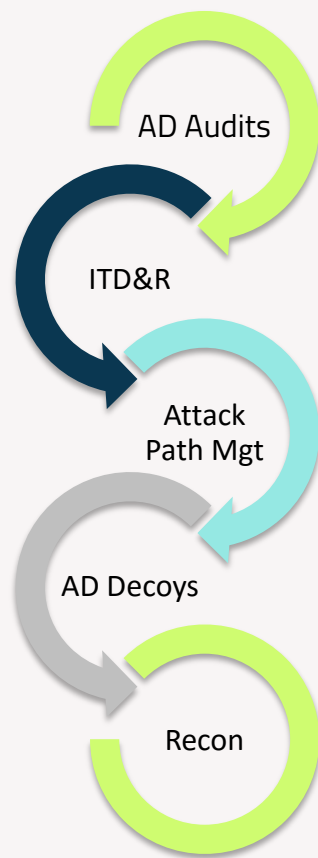 AD Audits
ITD&R
Attack
Path Mgt
AD Decoys
Recon